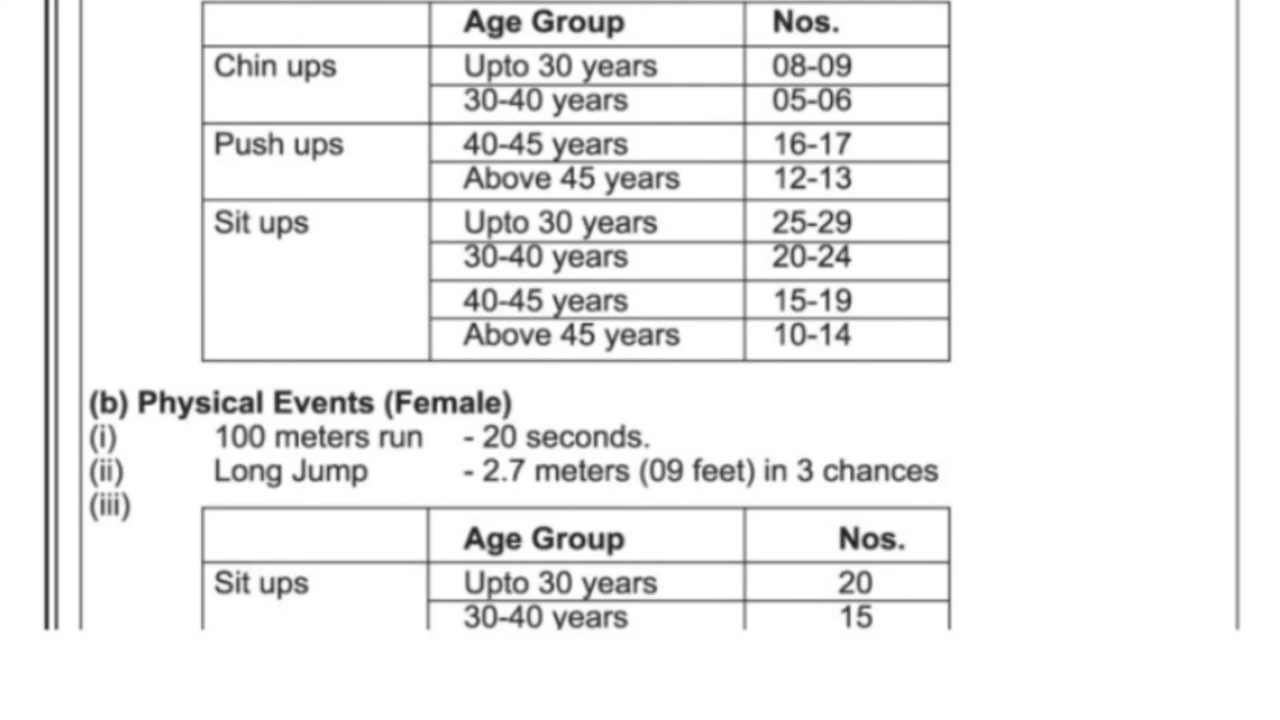 Age Group Nos.
Chin ups Upto 30 years 08-09
30-40 years 05-06
Push ups 40-45 years 16-17
Above 45 years 12-13
Sit ups Upto 30 years 25-29
30-40 years 20-24
40-45 years 15-19
Above 45 years 10-14
(b) Physical Events (Female)
(i) 100 meters run - 20 seconds.
(ii) Long Jump - 2.7 meters (09 feet) in 3 chances
(iii)
Age Group Nos.
Sit ups Upto 30 years 20
30-40 years 15